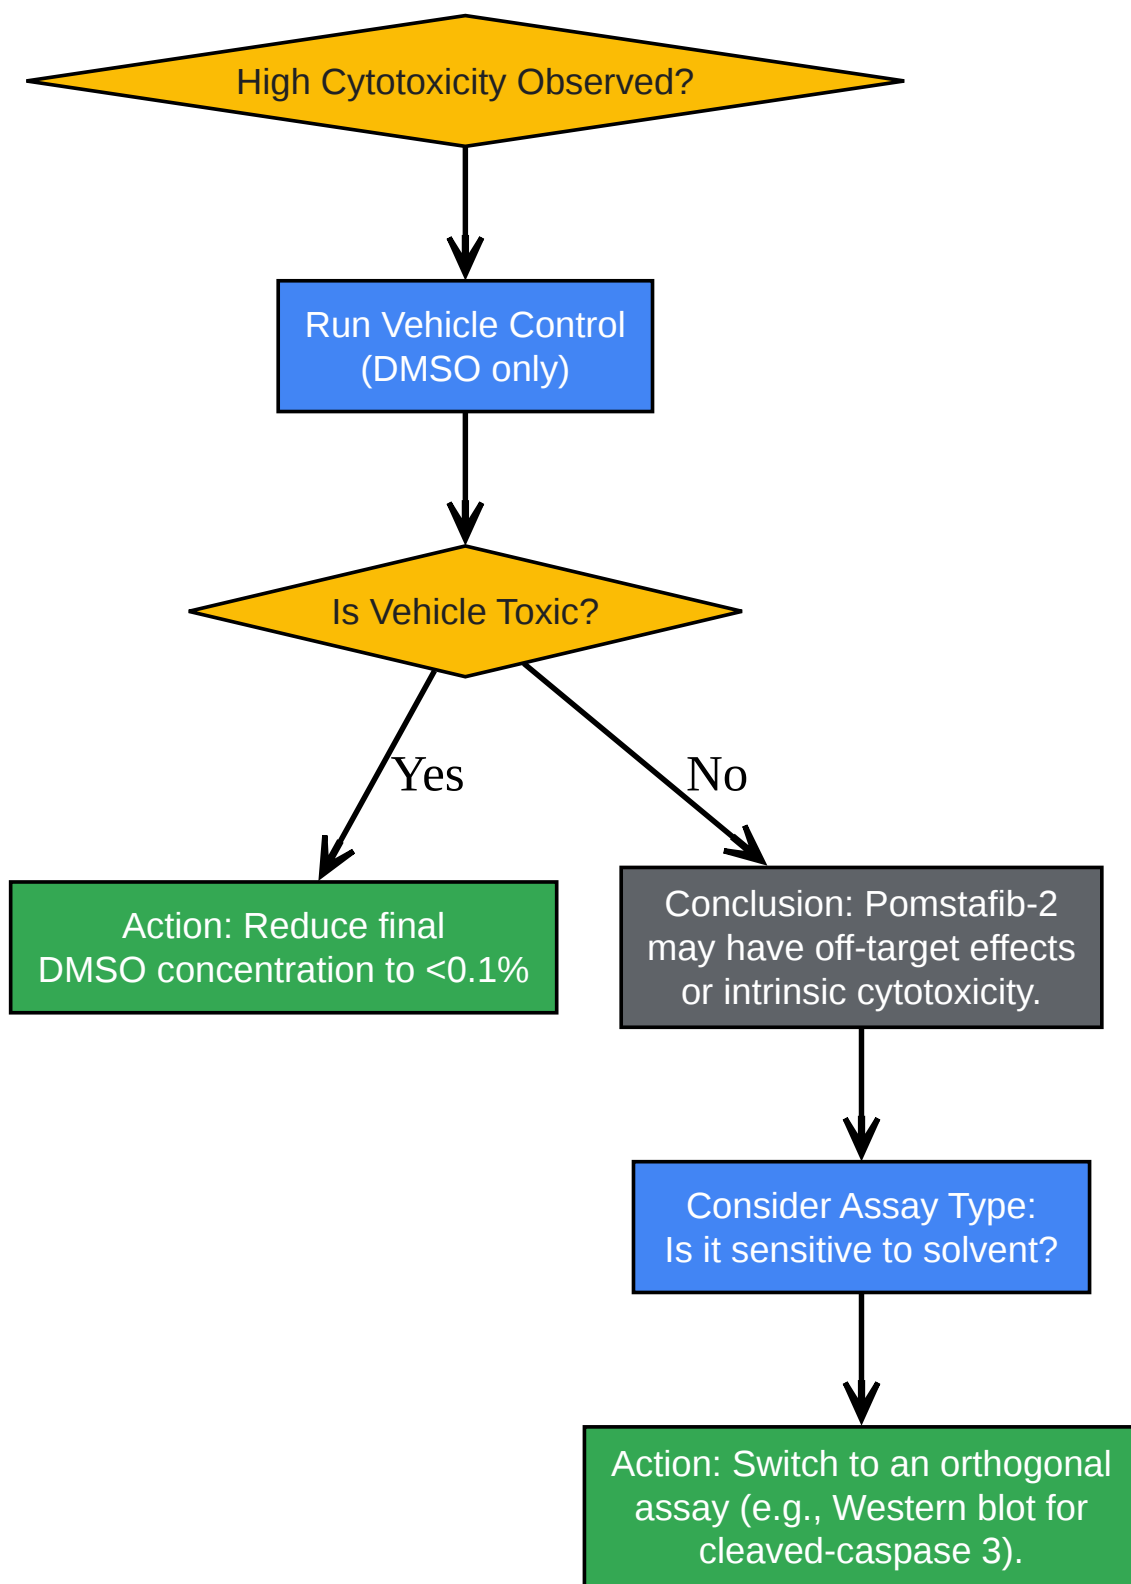 High Cytotoxicity Observed?
Run Vehicle Control
(DMSO only)
Is Vehicle Toxic?
Yes
No
Action: Reduce final
DMSO concentration to <0.1%
Conclusion: Pomstafib-2
may have off-target effects
or intrinsic cytotoxicity.
Consider Assay Type:
Is it sensitive to solvent?
Action: Switch to an orthogonal
assay (e.g., Western blot for
cleaved-caspase 3).